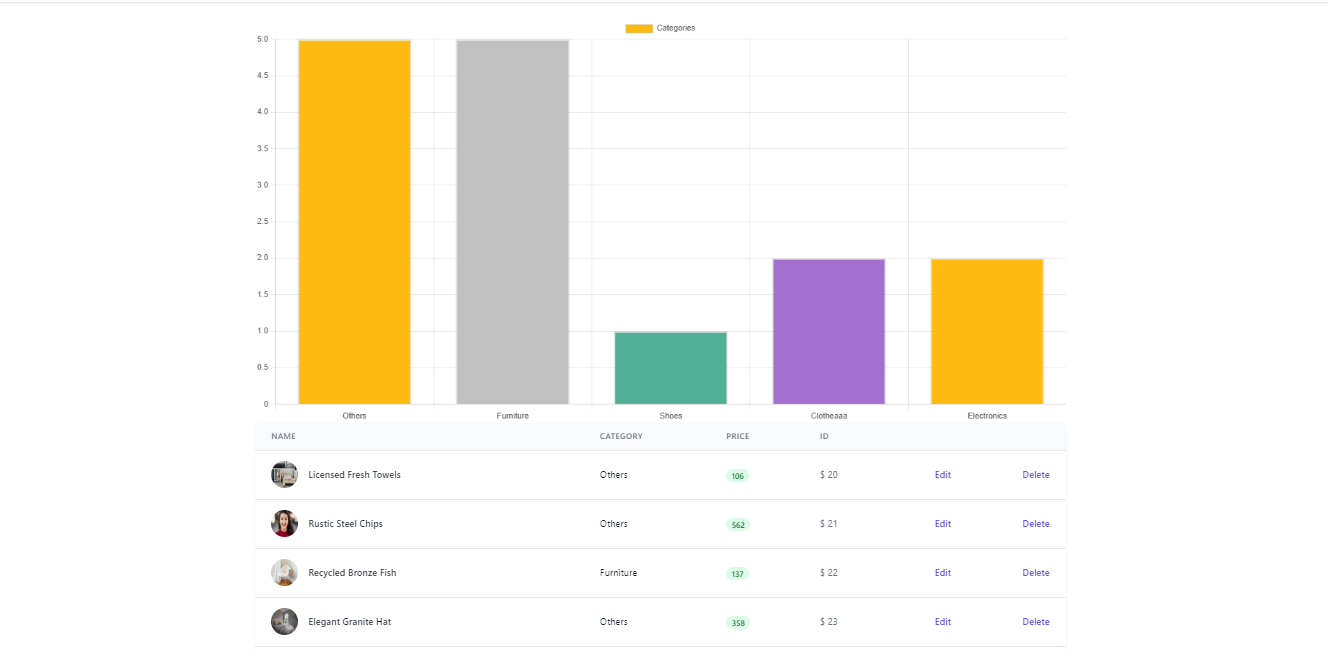 Categories
5.0
4.5
4.0
3.5
3.0
2.5
2.0
1.5
1.0
0.5
0
Others Furniture Shoes Clotheaaa Electronics
NAME CATEGORY PRICE ID
Licensed Fresh Towels Others 106 $ 20 Edit Delete
Rustic Steel Chips Others 562 $ 21 Edit Delete
Recycled Bronze Fish Furniture 137 $ 22 Edit Delete
Elegant Granite Hat Others 358 $ 23 Edit Delete